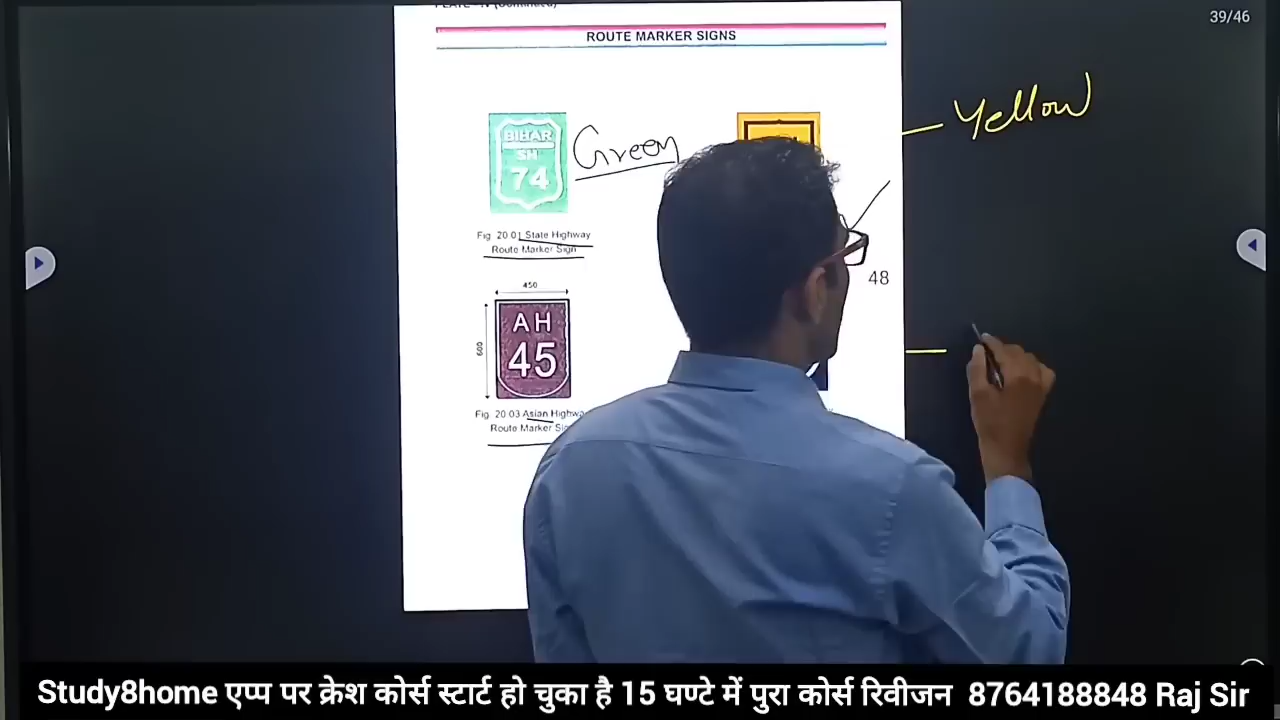 39/46
ROUTE MARKER SIGNS
Yellow
BIHAR
SH
74
Green
Fig 20 01 State Highway
Route Marker Sign
48
450
600
AH
45
Fig 20 03 Asian
Route Marker
Study8home एप्प पर क्रेश कोर्स स्टार्ट हो चुका है 15 घण्टे में पुरा कोर्स रिवीजन 8764188848 Raj Sir